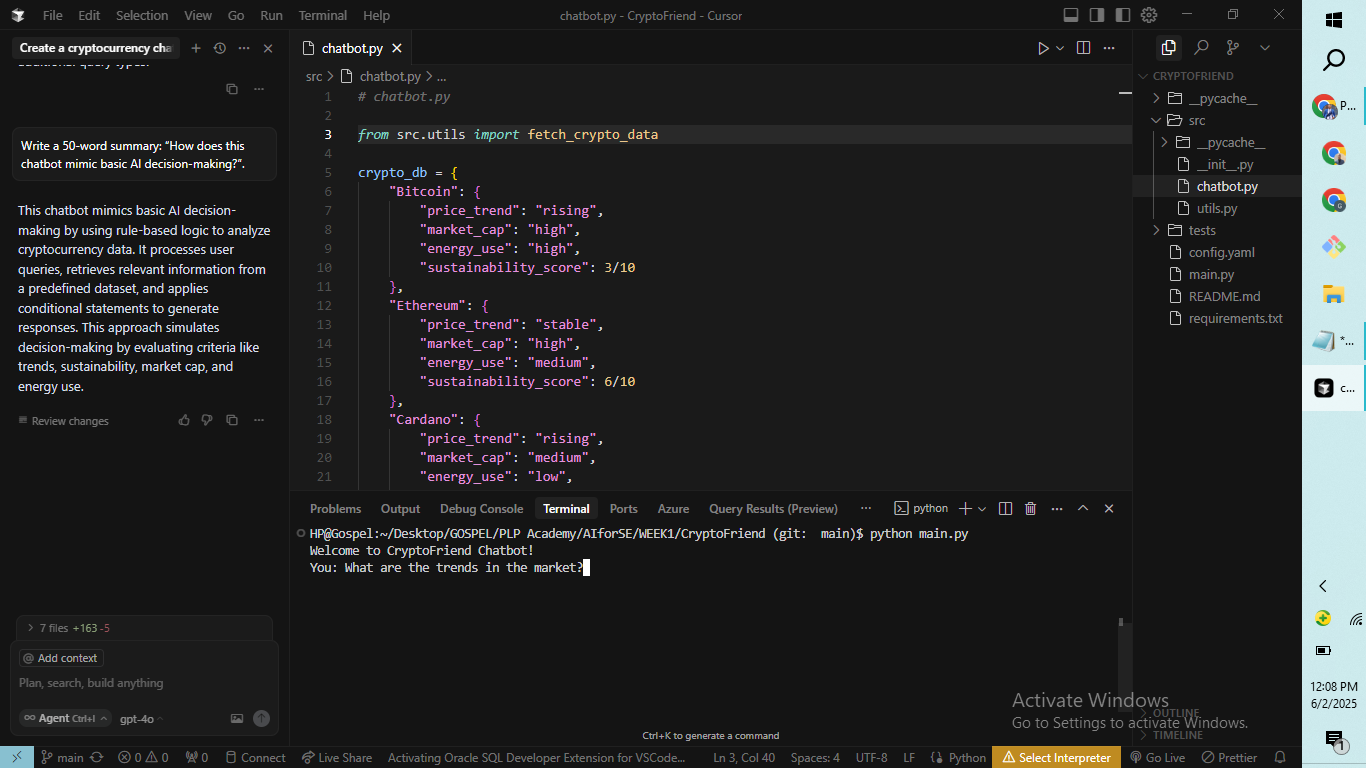 File Edit Selection View Go Run Terminal Help
chatbot.py - CryptoFriend - Cursor
Create a cryptocurrency cha
additional query types.
Write a 50-word summary: “How does this
chatbot mimic basic AI decision-making?”.
This chatbot mimics basic AI decision-
making by using rule-based logic to analyze
cryptocurrency data. It processes user
queries, retrieves relevant information from
a predefined dataset, and applies
conditional statements to generate
responses. This approach simulates
decision-making by evaluating criteria like
trends, sustainability, market cap, and
energy use.
Review changes
7 files +163 -5
@ Add context
Plan, search, build anything
∞ Agent Ctrl+I
gpt-4o
chatbot.py
src > chatbot.py > ...
1 # chatbot.py
2
3 from src.utils import fetch_crypto_data
4
5 crypto_db = {
6 "Bitcoin": {
7 "price_trend": "rising",
8 "market_cap": "high",
9 "energy_use": "high",
10 "sustainability_score": 3/10
11 },
12 "Ethereum": {
13 "price_trend": "stable",
14 "market_cap": "high",
15 "energy_use": "medium",
16 "sustainability_score": 6/10
17 },
18 "Cardano": {
19 "price_trend": "rising",
20 "market_cap": "medium",
21 "energy_use": "low",
Problems Output Debug Console Terminal Ports Azure Query Results (Preview) ... python
HP@Gospel:~/Desktop/GOSPEL/PLP Academy/AIforSE/WEEK1/CryptoFriend (git: main)$ python main.py
Welcome to CryptoFriend Chatbot!
You: What are the trends in the market?
Ctrl+K to generate a command
CRYPTOFRIEND
__pycache__
src
__pycache__
__init__.py
chatbot.py
utils.py
tests
config.yaml
main.py
README.md
requirements.txt
OUTLINE
TIMELINE
Activate Windows
Go to Settings to activate Windows.
main 0 0 0 Connect Live Share Activating Oracle SQL Developer Extension for VSCode... Ln 3, Col 40 Spaces: 4 UTF-8 LF Python Select Interpreter Go Live Prettier
P...
*...
c...
12:08 PM
6/2/2025
1